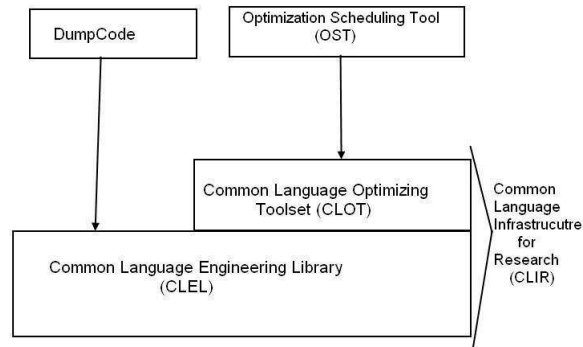 DumpCode
Optimization Scheduling Tool
(OST)
Common Language Optimizing
Toolset (CLOT)
Common Language Engineering Library
(CLEL)
Common
Language
Infrastrucutre
for
Research
(CLIR)